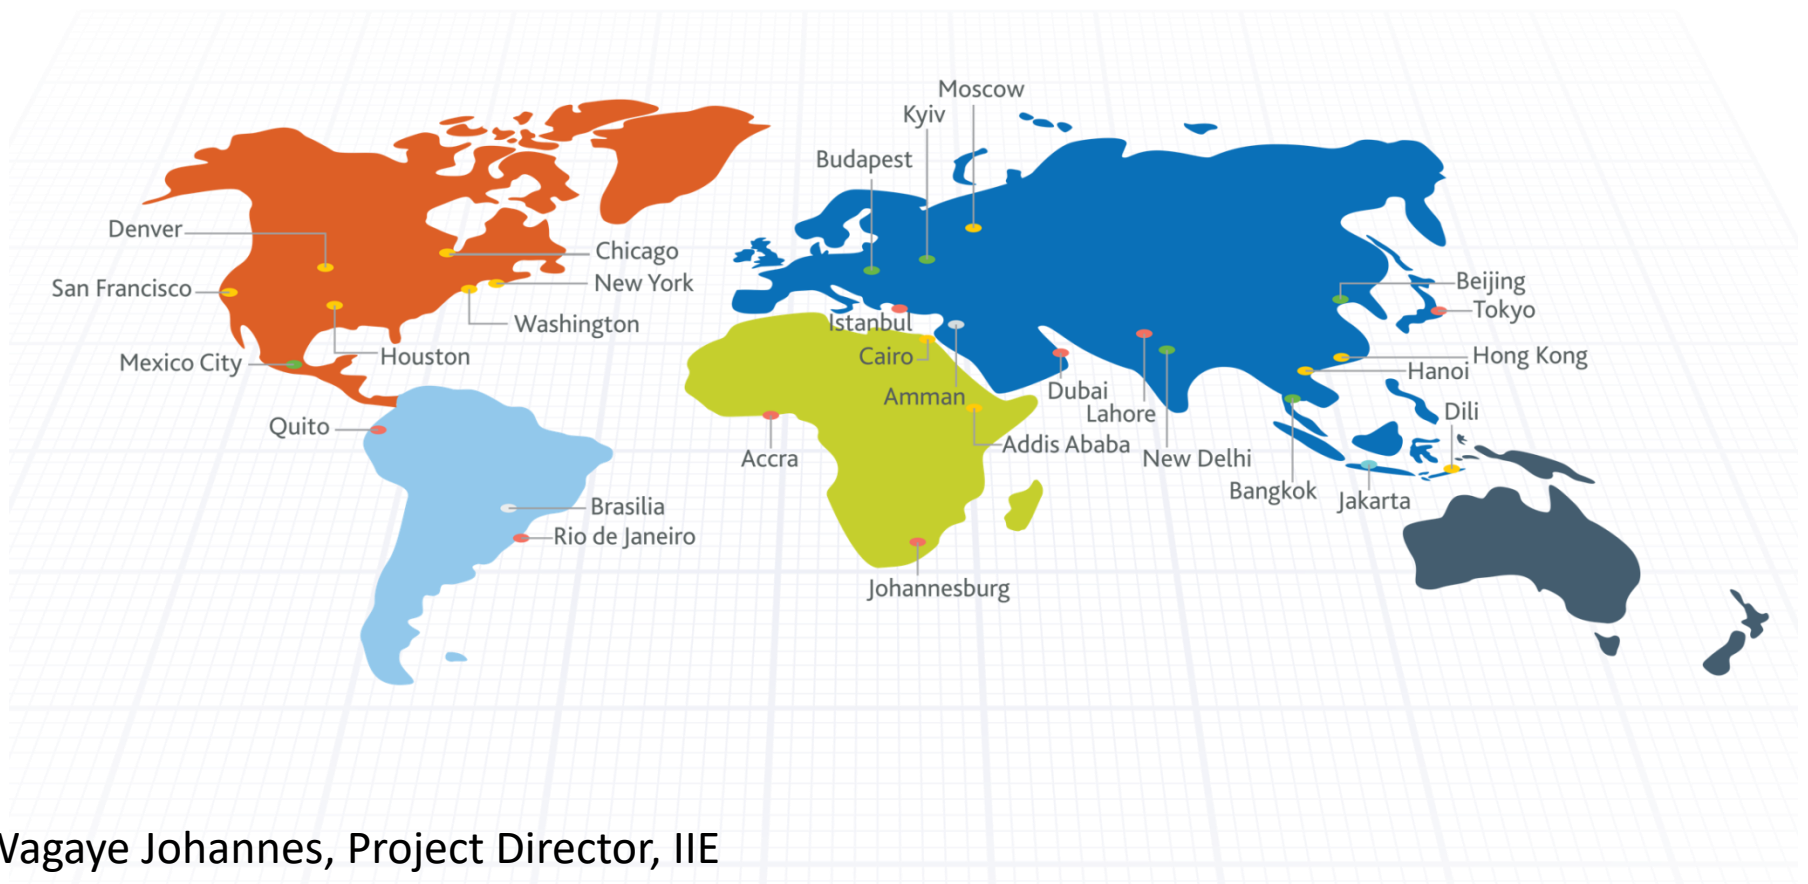 Moscow
Kyiv
Budapest
Denver
Chicago
San Francisco
New York
Beijing
Tokyo
Washington
Istanbul
Houston
Cairo
Hong Kong
Mexico City
Hanoi
Amman
Dubai
Lahore
Dili
Quito
Accra
Addis Ababa
New Delhi
Bangkok
Jakarta
Brasilia
Rio de Janeiro
Johannesburg
Wagaye Johannes, Project Director, IIE